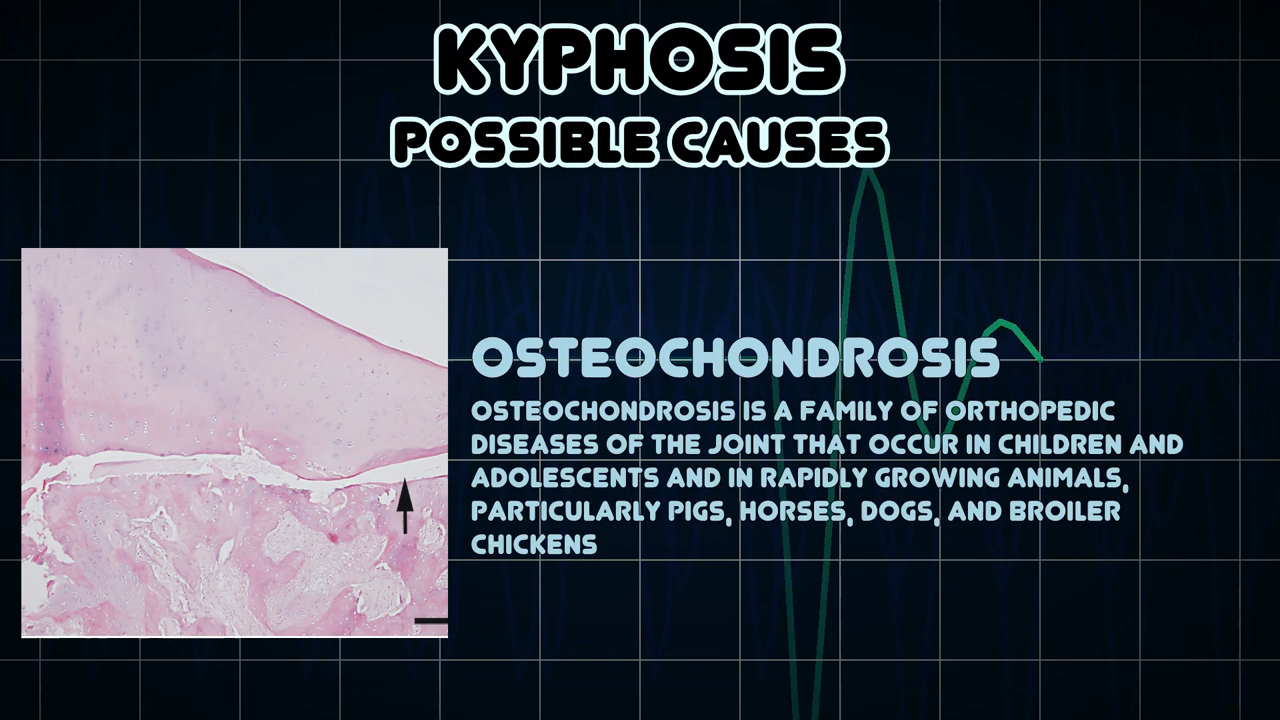 KYPHOSIS
POSSIBLE CAUSES
OSTEOCHONDROSIS
OSTEOCHONDROSIS IS A FAMILY OF ORTHOPEDIC
DISEASES OF THE JOINT THAT OCCUR IN CHILDREN AND
ADOLESCENTS AND IN RAPIDLY GROWING ANIMALS,
PARTICULARLY PIGS, HORSES, DOGS, AND BROILER
CHICKENS